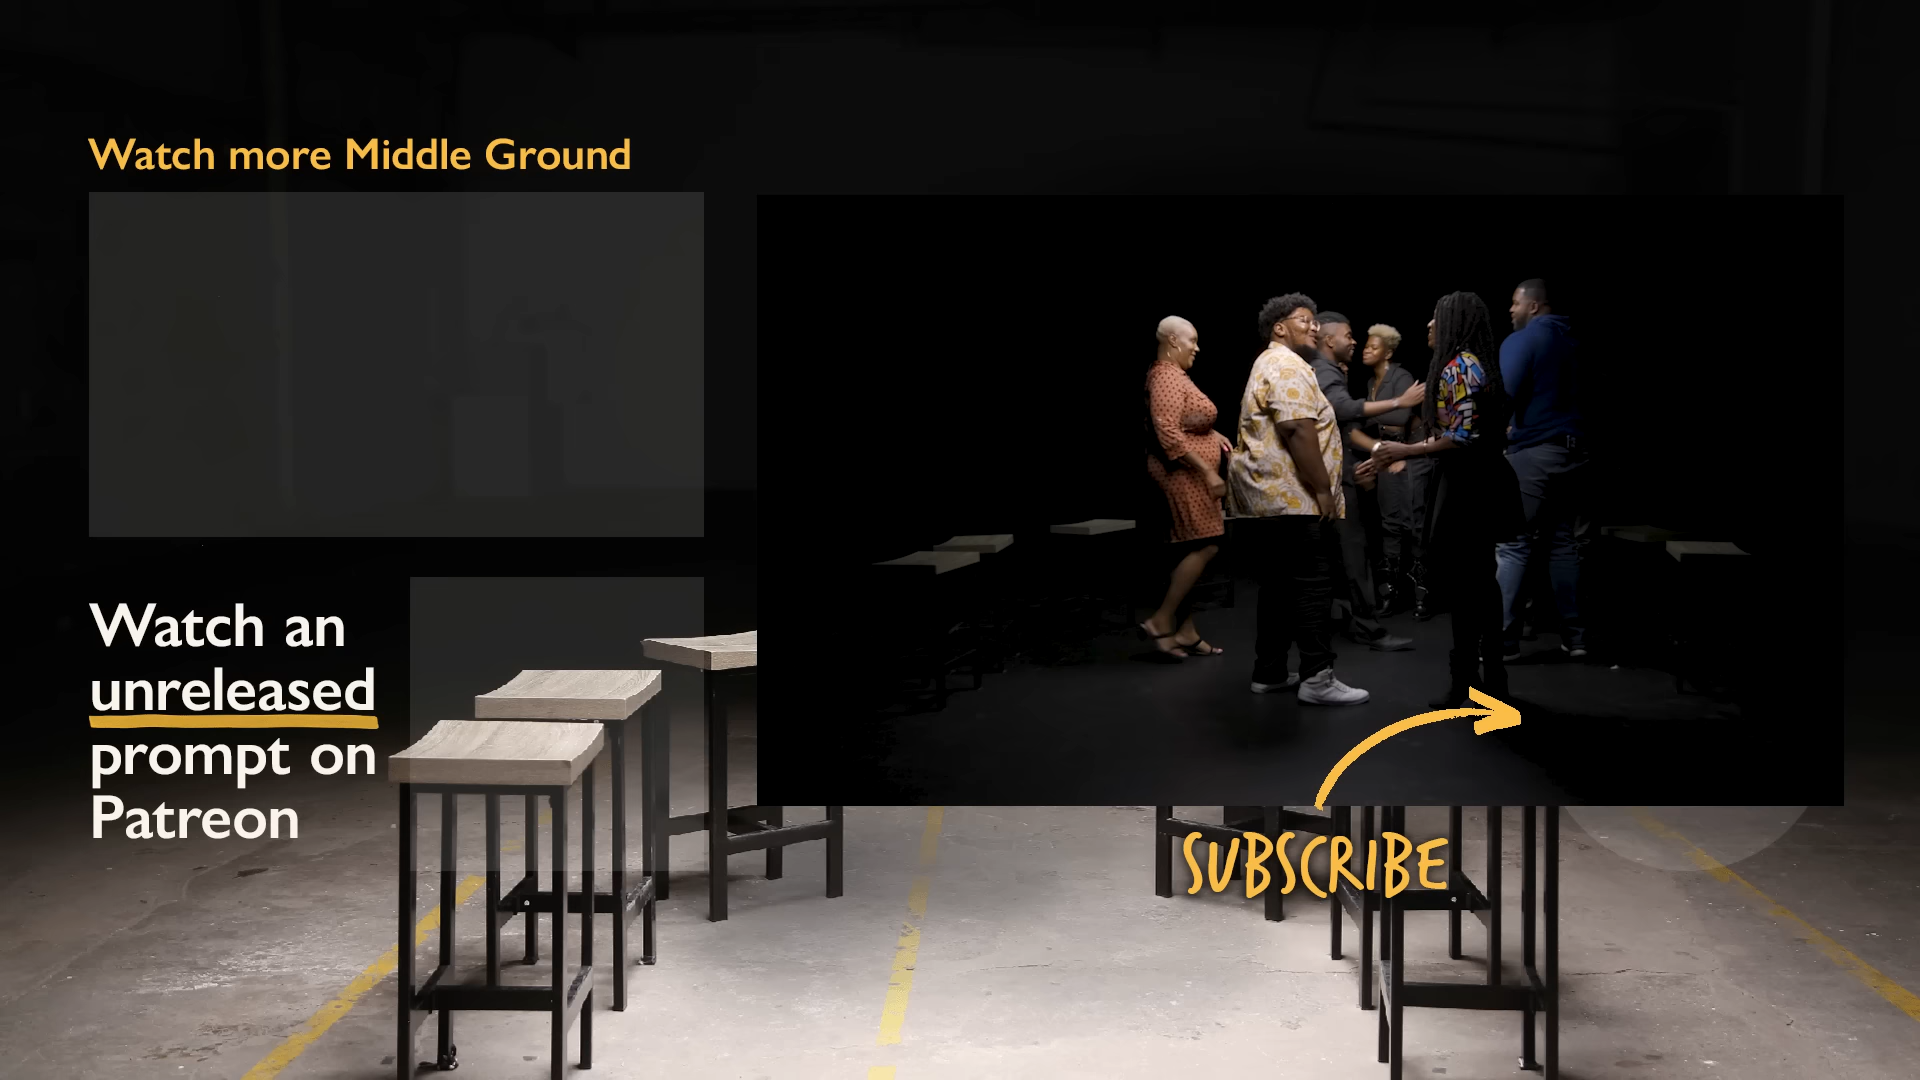 Watch more Middle Ground
Watch an
unreleased
prompt on
Patreon
SUBSCRIBE